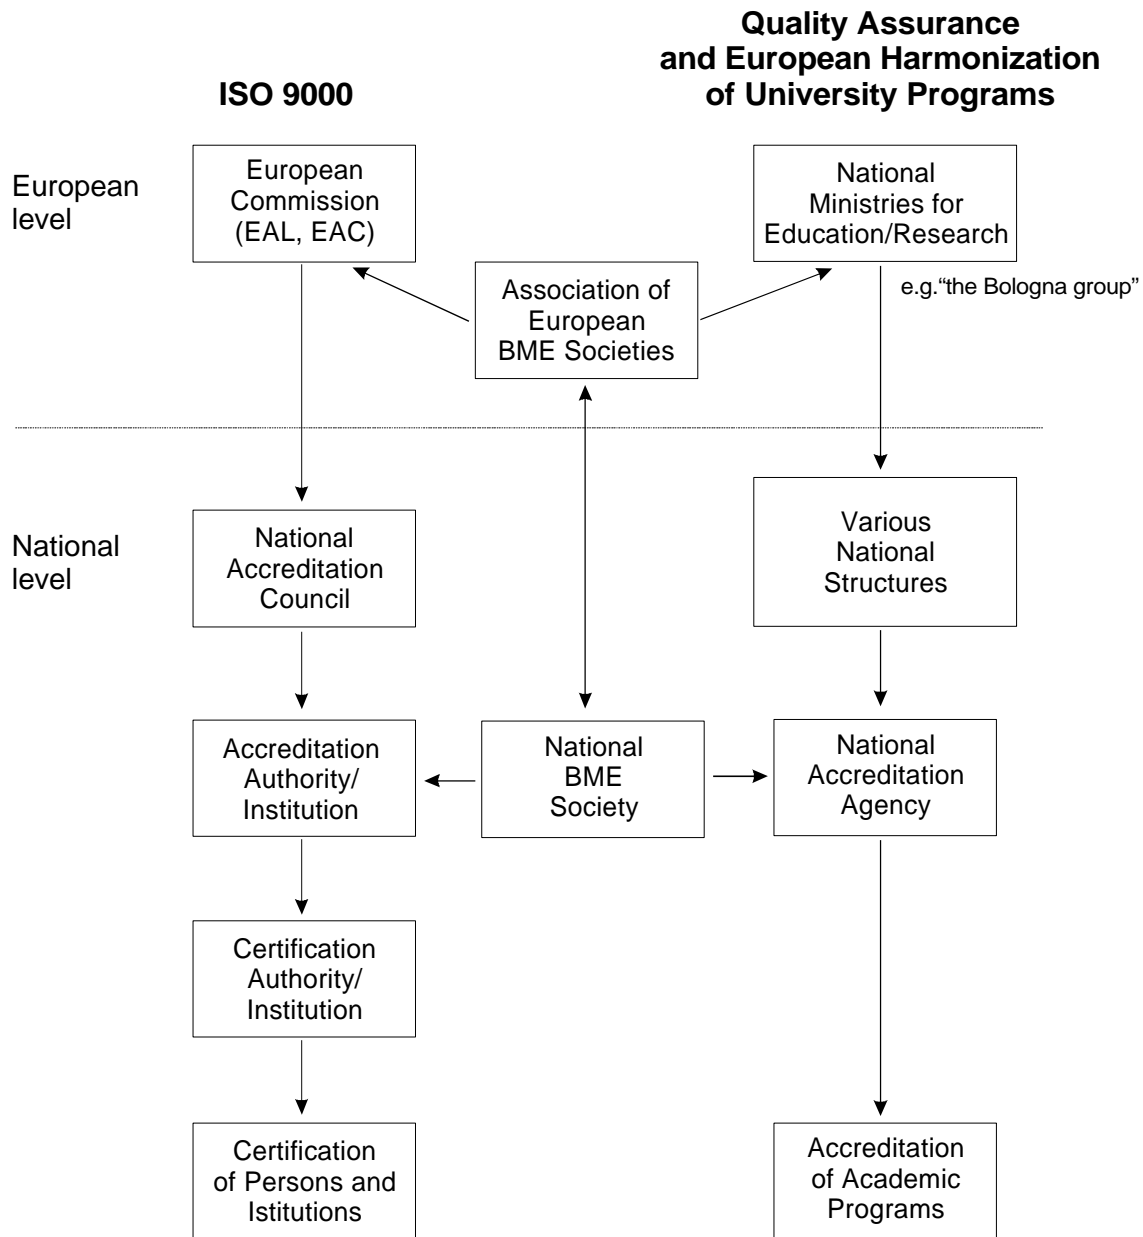 Quality Assurance
and European Harmonization
of University Programs
ISO 9000
European
level
European
Commission
(EAL, EAC)
National
Ministries for
Education/Research
e.g.“the Bologna group”
Association of
European
BME Societies
National
level
National
Accreditation
Council
Various
National
Structures
Accreditation
Authority/
Institution
National
BME
Society
National
Accreditation
Agency
Certification
Authority/
Institution
Certification
of Persons and
Istitutions
Accreditation
of Academic
Programs